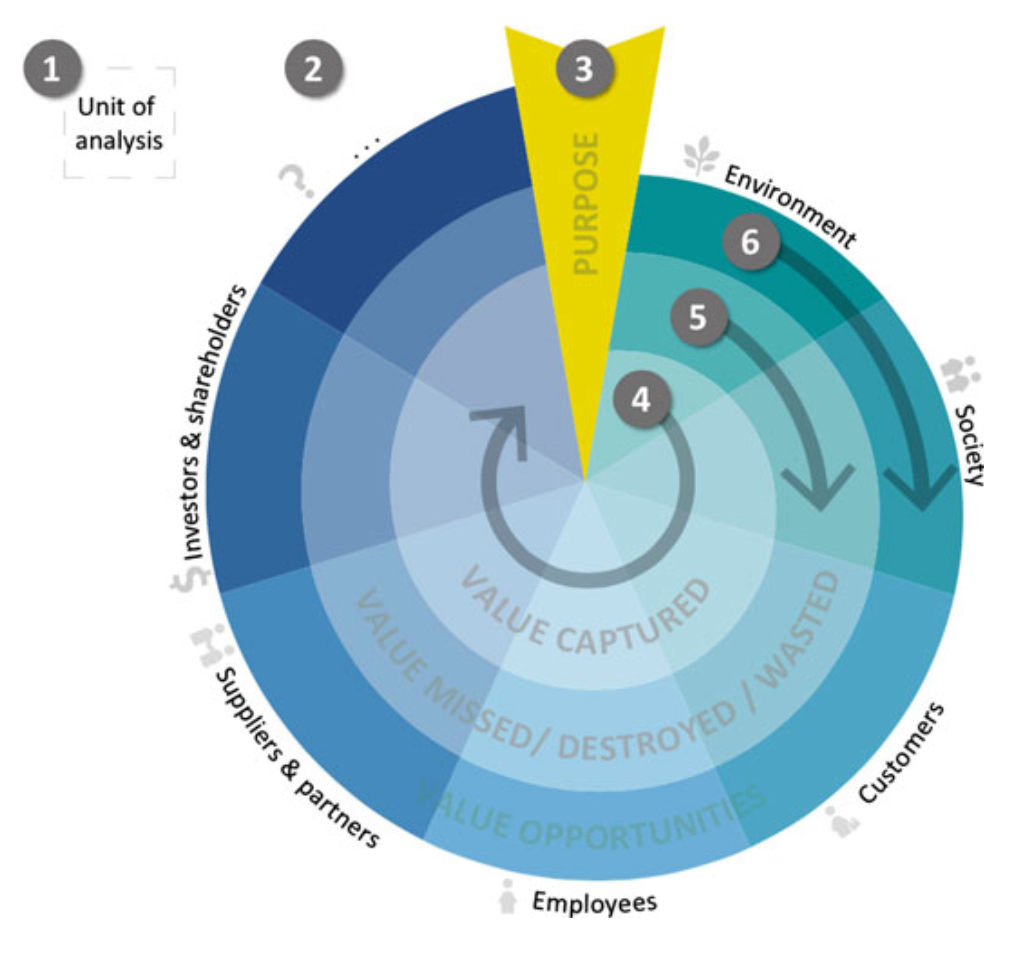 1
Unit of
analysis
2
3
PURPOSE
?
...
Environment
6
5
4
Society
Investors & shareholders
$
VALUE CAPTURED
VALUE MISSED/ DESTROYED / WASTED
VALUE OPPORTUNITIES
Suppliers & partners
Customers
Employees